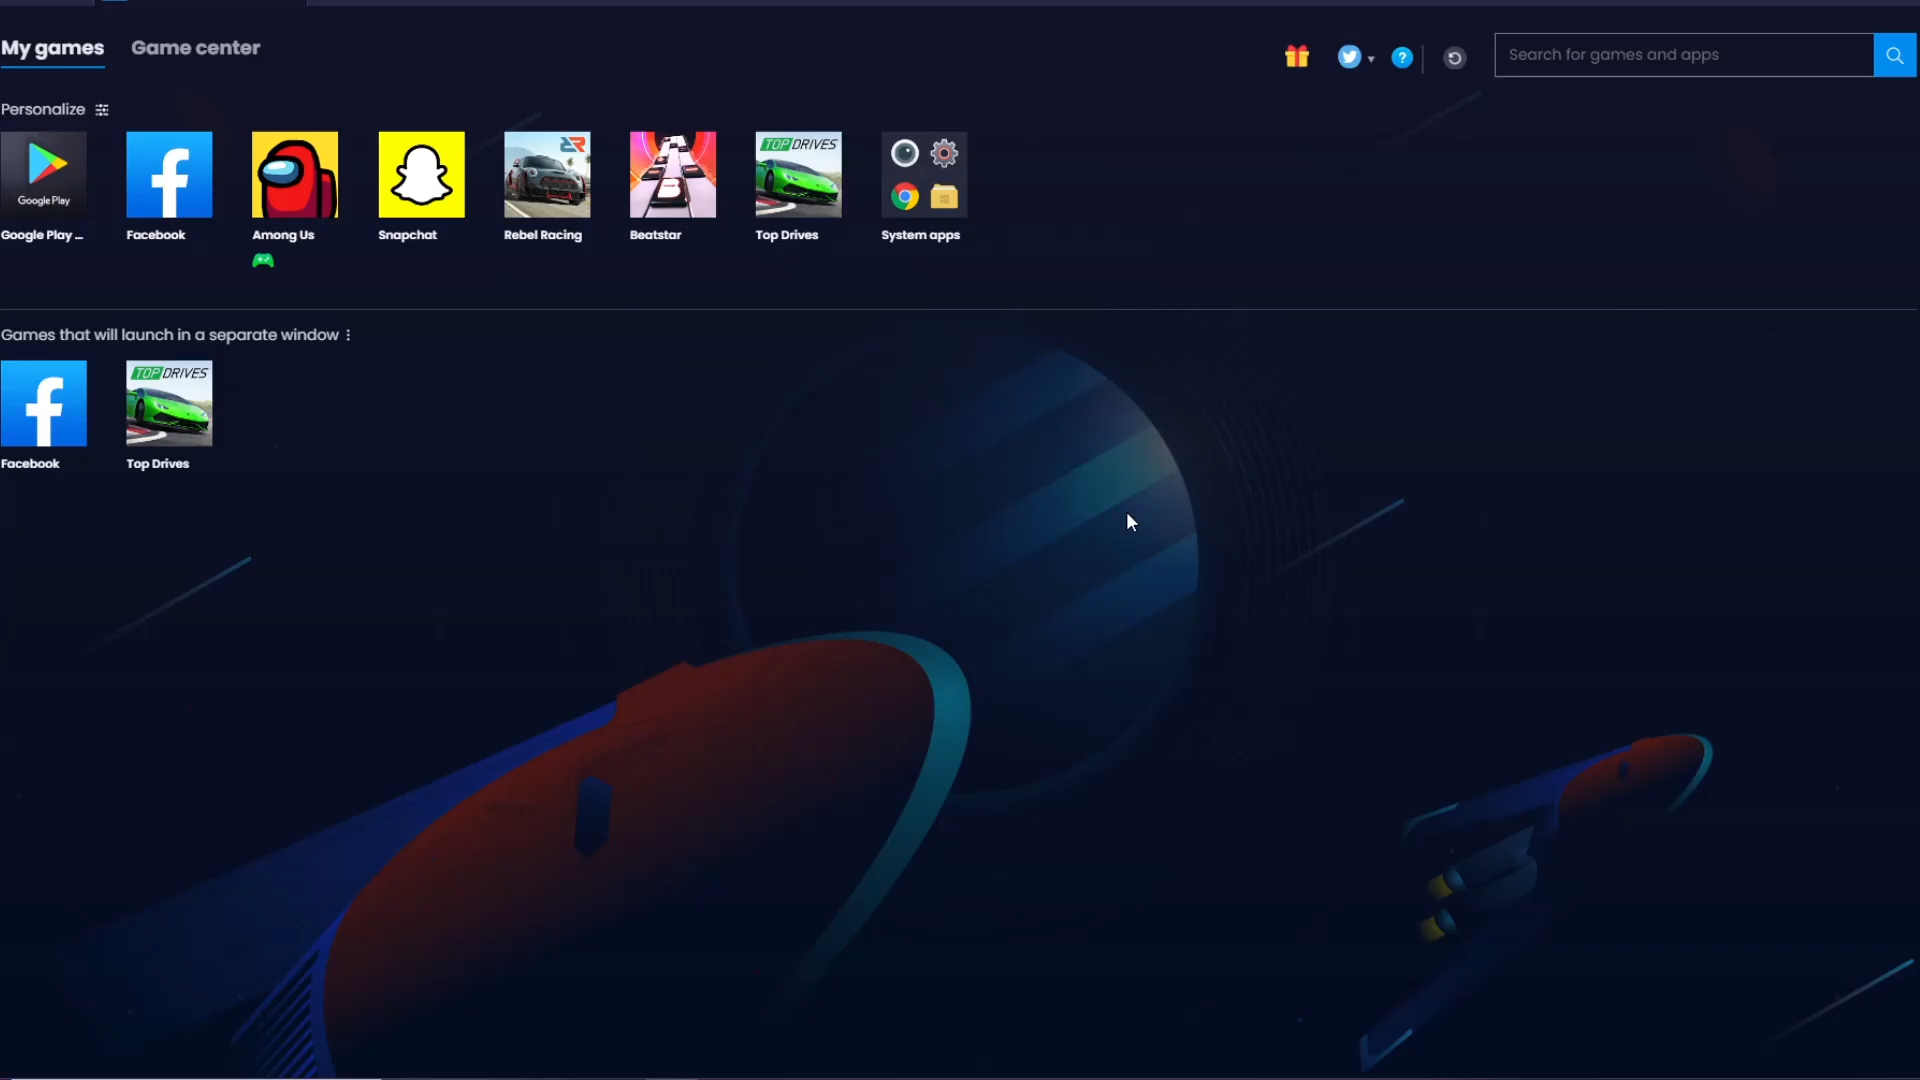 My games Game center
Search for games and apps
Personalize
Google Play
TOP DRIVES
Google Play ... Facebook Among Us Snapchat Rebel Racing Beatstar Top Drives System apps
Games that will launch in a separate window
TOP DRIVES
Facebook Top Drives